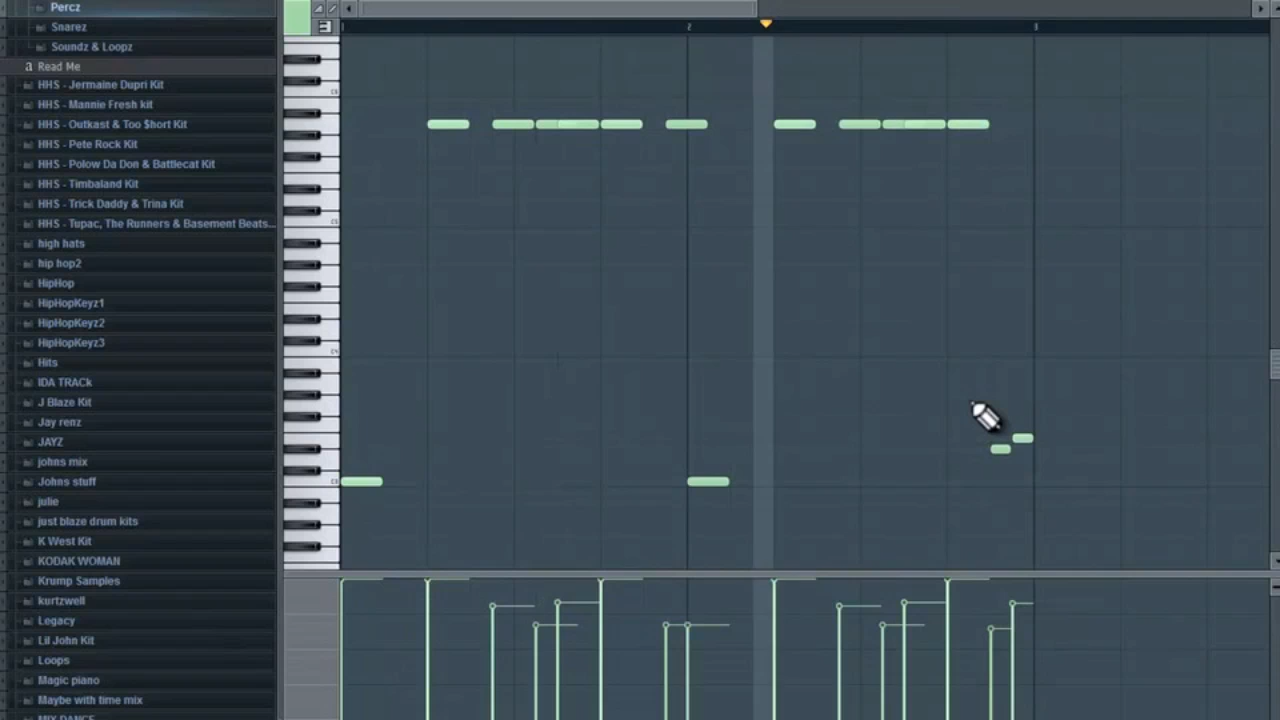 Percz
Snarez
Soundz & Loopz
a Read Me
HHS - Jermaine Dupri Kit
HHS - Mannie Fresh kit
HHS - Outkast & Too $hort Kit
HHS - Pete Rock Kit
HHS - Polow Da Don & Battlecat Kit
HHS - Timbaland Kit
HHS - Trick Daddy & Trina Kit
HHS - Tupac, The Runners & Basement Beats...
high hats
hip hop2
HipHop
HipHopKeyz1
HipHopKeyz2
HipHopKeyz3
Hits
IDA TRACk
J Blaze Kit
Jay renz
JAYZ
johns mix
Johns stuff
julie
just blaze drum kits
K West Kit
KODAK WOMAN
Krump Samples
kurtzwell
Legacy
Lil John Kit
Loops
Magic piano
Maybe with time mix
MIX DANCE
2
3